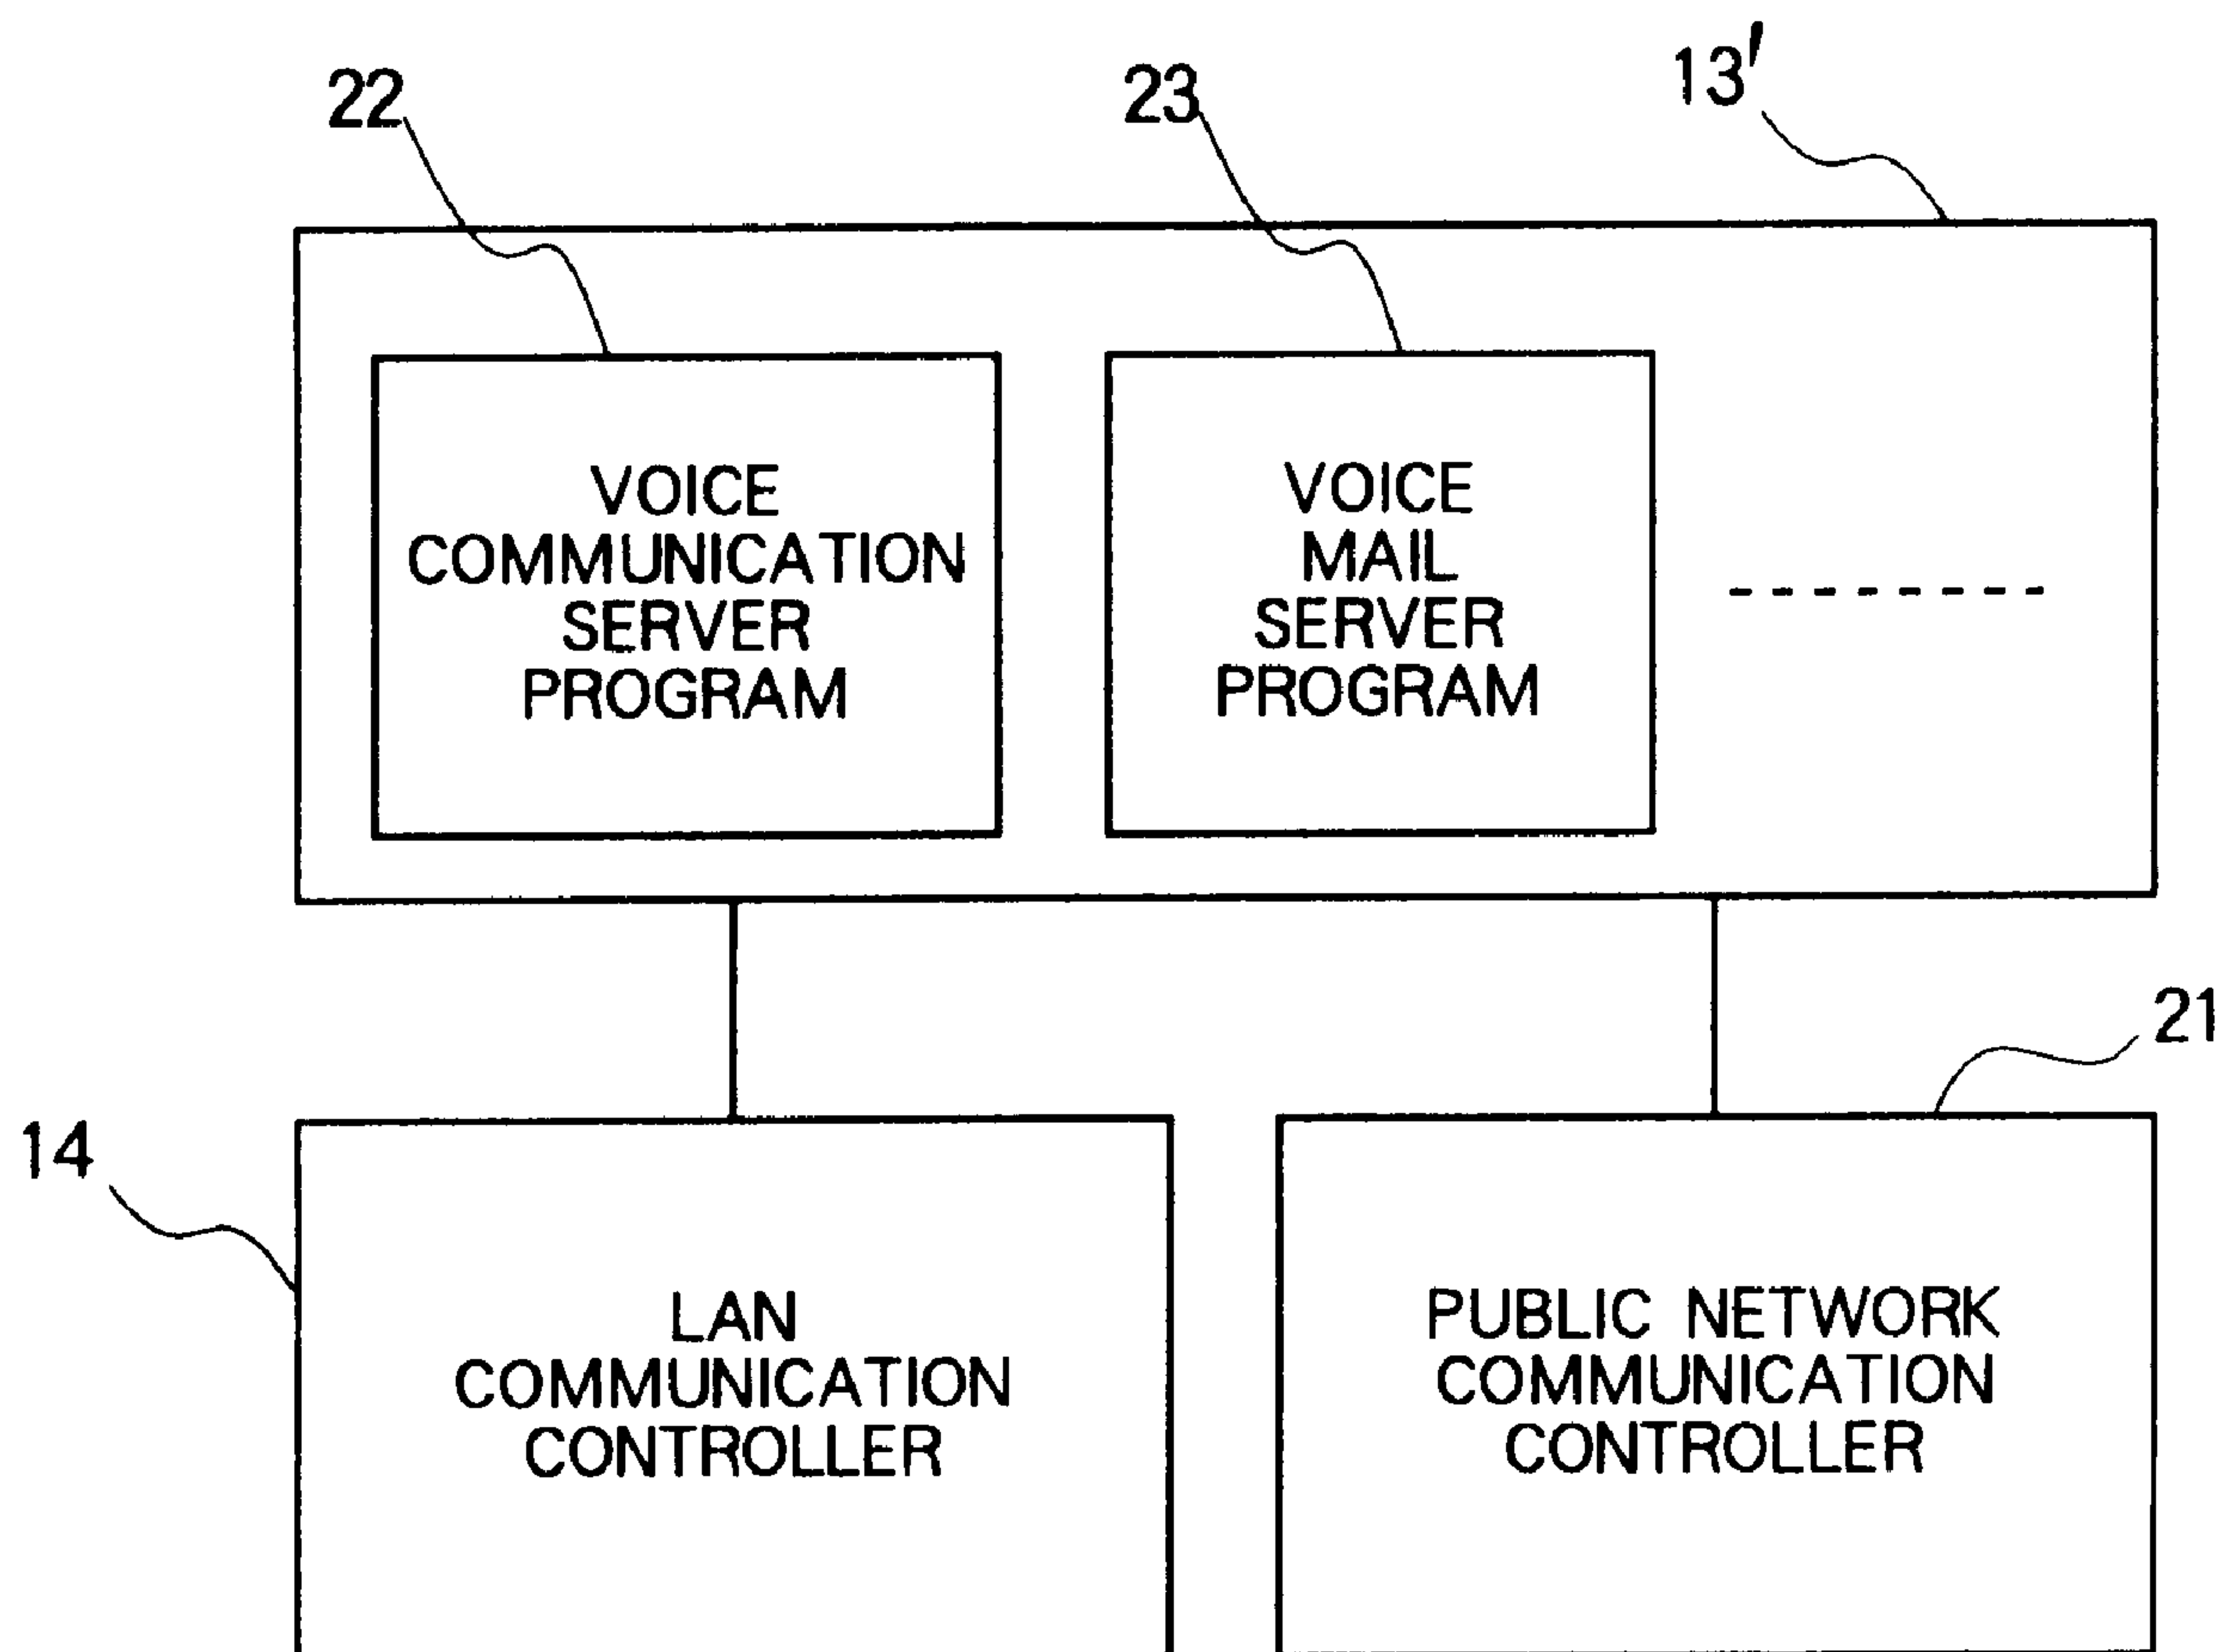 22
23
13'
VOICE
COMMUNICATION
SERVER
PROGRAM
VOICE
MAIL
SERVER
PROGRAM
21
14
LAN
COMMUNICATION
CONTROLLER
PUBLIC NETWORK
COMMUNICATION
CONTROLLER